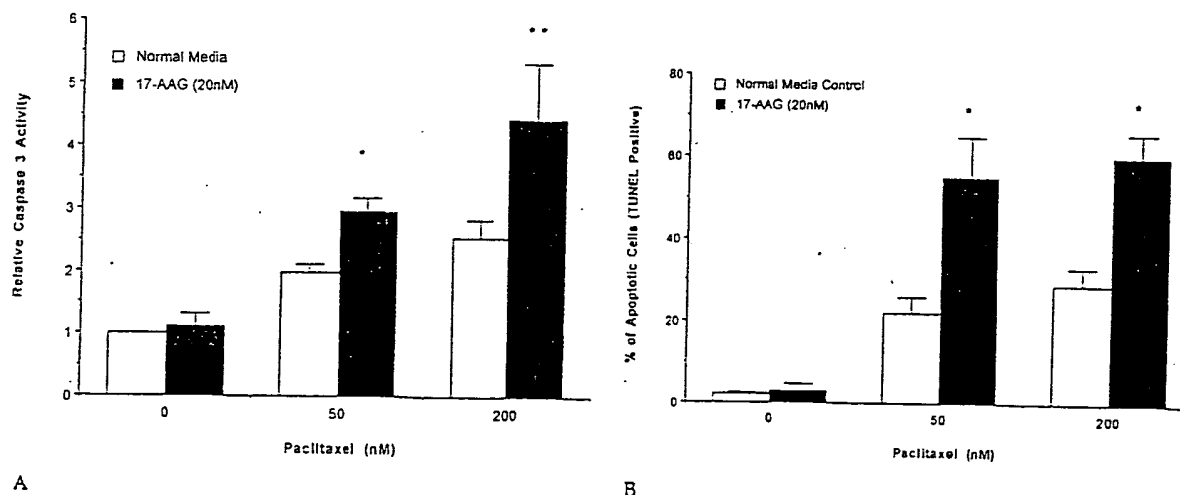 6
5
4
3
2
1
0
Relative Caspase 3 Activity
Normal Media
17-AAG (20nM)
*
**
0
50
200
Paclitaxel (nM)
A
80
60
40
20
0
% of Apoptotic Cells (TUNEL Positive)
Normal Media Control
17-AAG (20nM)
*
*
0
50
200
Paclitaxel (nM)
B